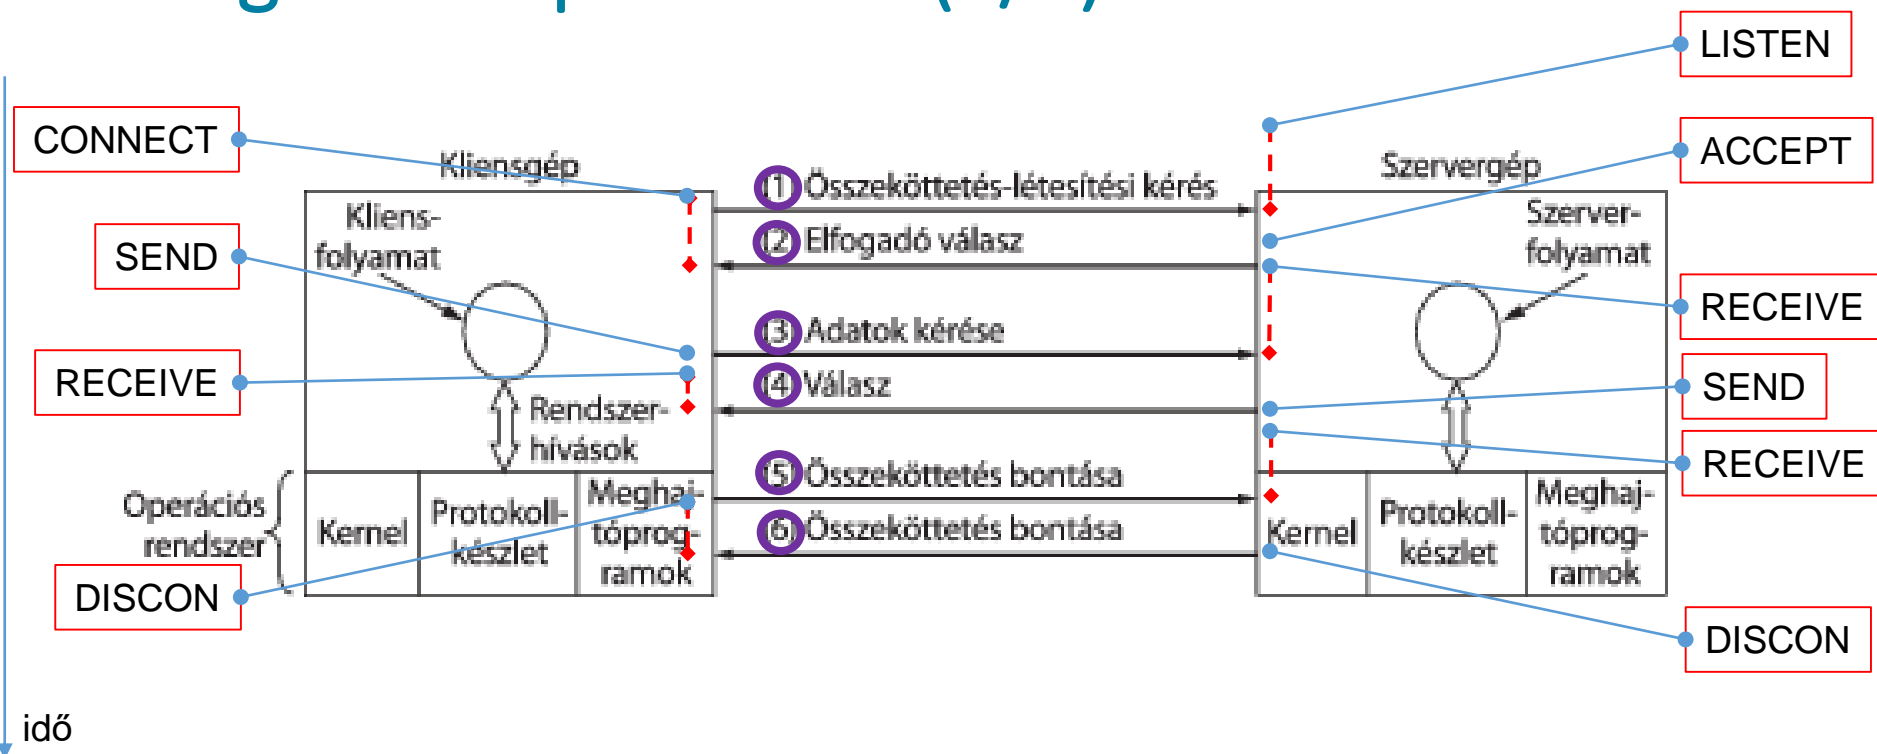 LISTEN
CONNECT
ACCEPT
Kliensgép
Szervergép
(1) Összeköttetés-létesítési kérés
Kliens-
folyamat
Szerver-
folyamat
SEND
(2) Elfogadó válasz
RECEIVE
(3) Adatok kérése
RECEIVE
(4) Válasz
SEND
Rendszer-
hívások
RECEIVE
(5) Összeköttetés bontása
Operációs
rendszer
Kernel
Protokoll-
készlet
Meghaj-
tóprog-
ramok
(6) Összeköttetés bontása
Kernel
Protokoll-
készlet
Meghaj-
tóprog-
ramok
DISCON
DISCON
idő